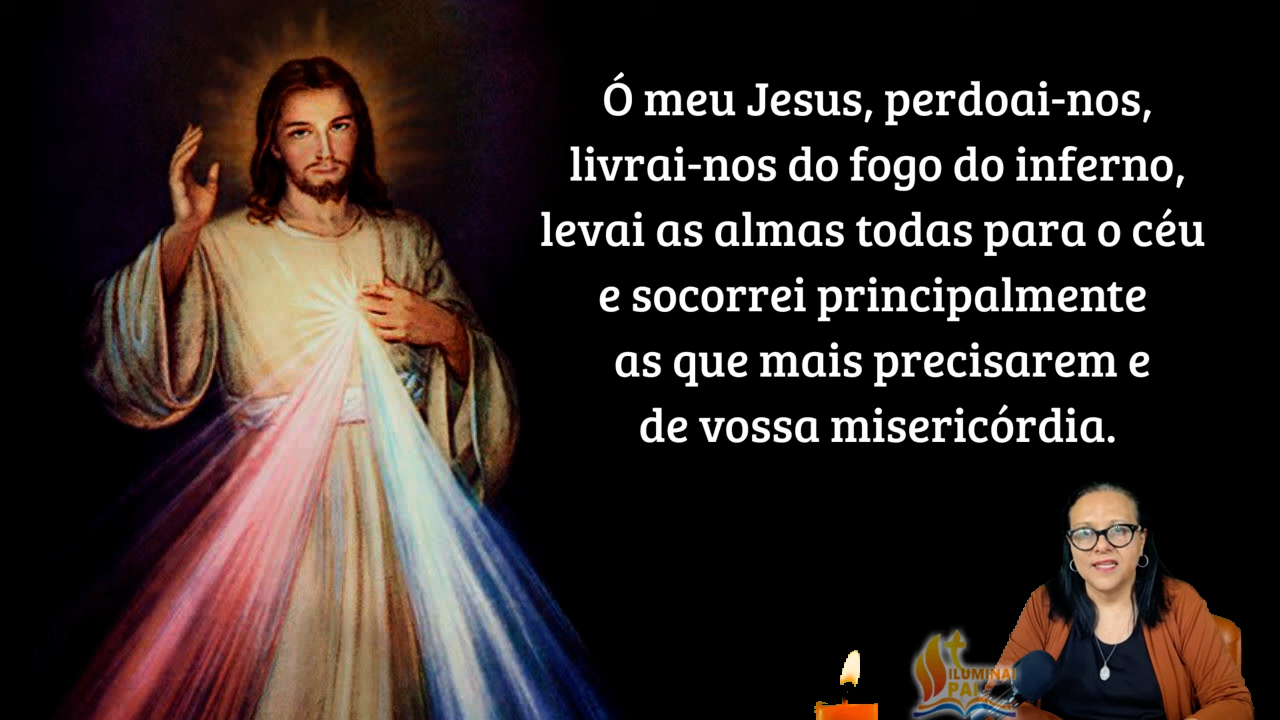 Ó meu Jesus, perdoai-nos,
livrai-nos do fogo do inferno,
levai as almas todas para o céu
e socorrei principalmente
as que mais precisarem e
de vossa misericórdia.
ILUMINAI